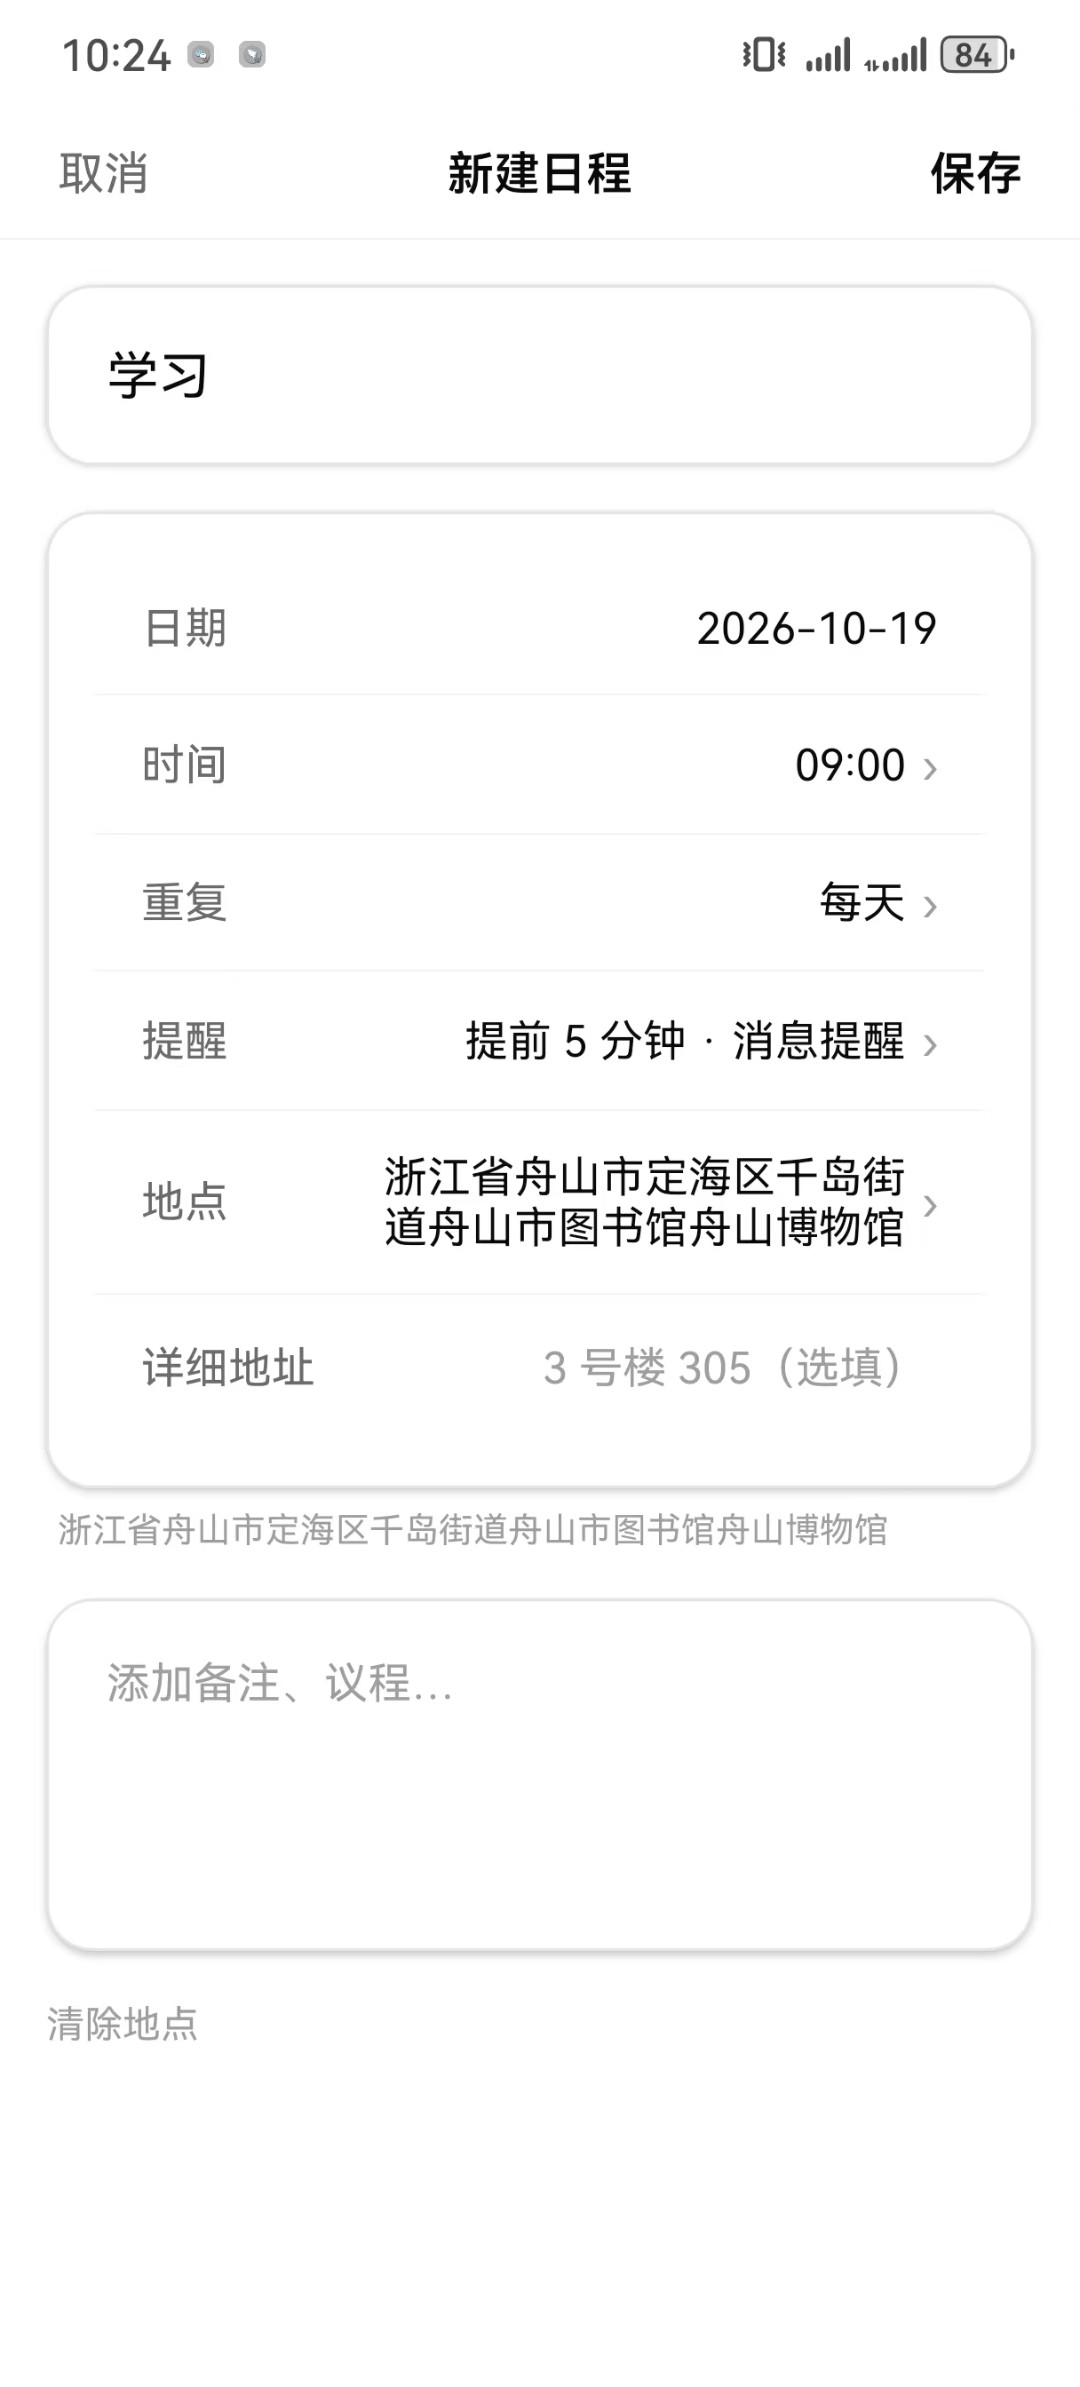 10:24
84
取消
新建日程
保存
学习
日期
2026-10-19
时间
09:00
重复
每天
提醒
提前 5 分钟 · 消息提醒
地点
浙江省舟山市定海区千岛街
道舟山市图书馆舟山博物馆
详细地址
3 号楼 305（选填）
浙江省舟山市定海区千岛街道舟山市图书馆舟山博物馆
添加备注、议程...
清除地点